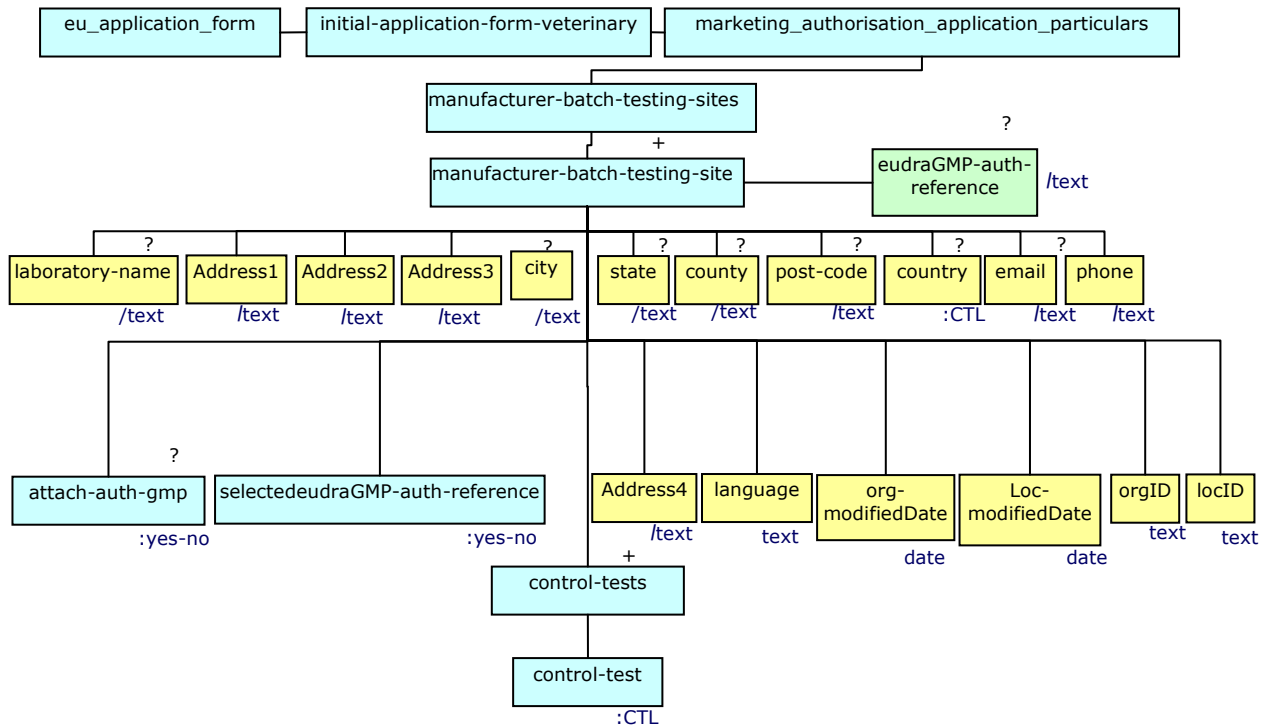 eu_application_form
initial-application-form-veterinary
marketing_authorisation_application_particulars
manufacturer-batch-testing-sites
?
+
manufacturer-batch-testing-site
eudraGMP-auth-
reference
/text
?
?
?
?
?
?
laboratory-name
Address1
Address2
Address3
city
state
county
post-code
country
email
phone
/text
/text
/text
/text
/text
/text
/text
/text
:CTL
/text
/text
?
attach-auth-gmp
selectedeudraGMP-auth-reference
Address4
language
org-
modifiedDate
Loc-
modifiedDate
orgID
locID
:yes-no
:yes-no
/text
text
date
date
text
text
+
control-tests
control-test
:CTL